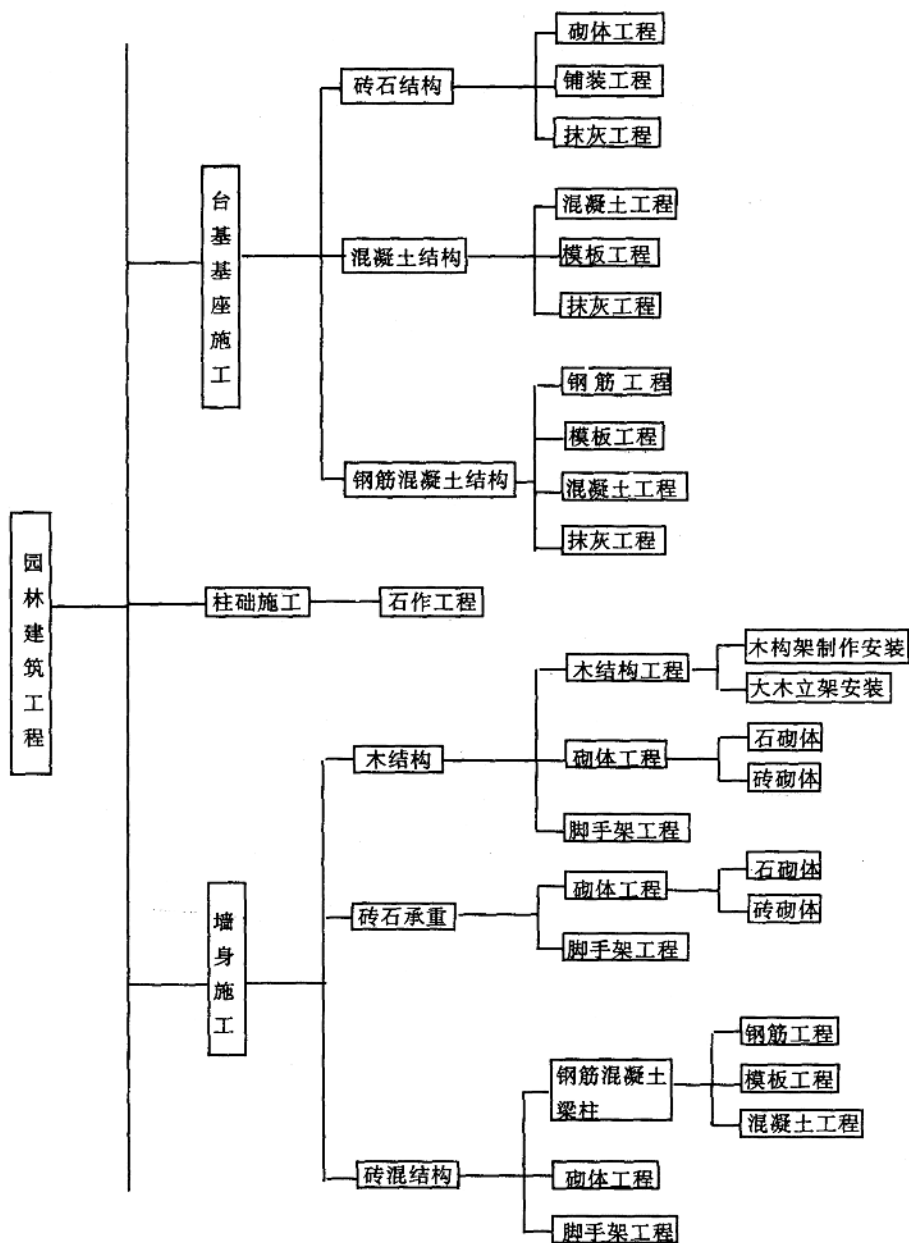 园林建筑工程
台基基座施工
砖石结构
砌体工程
铺装工程
抹灰工程
混凝土结构
混凝土工程
模板工程
抹灰工程
钢筋混凝土结构
钢筋工程
模板工程
混凝土工程
抹灰工程
柱础施工
石作工程
墙身施工
木结构
木结构工程
木构架制作安装
大木立架安装
砌体工程
石砌体
砖砌体
脚手架工程
砖石承重
砌体工程
石砌体
砖砌体
脚手架工程
砖混结构
钢筋混凝土
梁柱
钢筋工程
模板工程
混凝土工程
砌体工程
脚手架工程